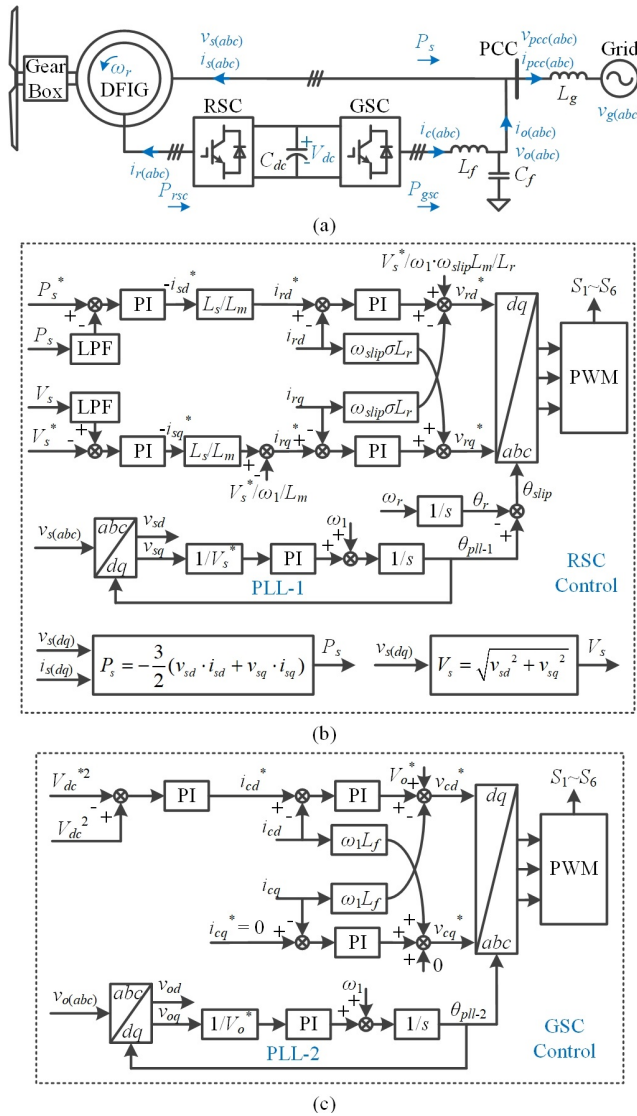 v_s(abc)
i_s(abc)
P_s
PCC
v_pcc(abc)
i_pcc(abc)
Grid
Gear
Box
ω_r
DFIG
RSC
GSC
L_g
v_g(abc)
i_c(abc)
i_o(abc)
v_o(abc)
C_dc
+
-
V_dc
L_f
C_f
i_r(abc)
P_rsc
P_gsc
(a)
V_s*/ω_1·ω_slip L_m/L_r
P_s* + - PI -i_sd* L_s/L_m i_rd* + - PI + + - v_rd* dq S_1~S_6
P_s LPF
i_rd ω_slip σL_r
PWM
V_s LPF
i_rq ω_slip σL_r
V_s* - + PI -i_sq* L_s/L_m + - i_rq* + - PI + + v_rq* abc
V_s*/ω_1/L_m
θ_slip
ω_r 1/s θ_r - +
v_s(abc) abc dq v_sd
v_sq 1/V_s* PI + ω_1 + 1/s θ_pll-1
PLL-1
RSC
Control
v_s(dq)
i_s(dq)
P_s = -3/2 (v_sd · i_sd + v_sq · i_sq) P_s
v_s(dq) V_s = √v_sd² + v_sq² V_s
(b)
V_dc*2 - + PI i_cd* + - PI V_o* + + - v_cd* dq S_1~S_6
V_dc²
i_cd ω_1L_f
PWM
i_cq ω_1L_f
i_cq* = 0 + - PI + + + v_cq* abc
0
v_o(abc) abc dq v_od
v_oq 1/V_o* PI + ω_1 + 1/s θ_pll-2
PLL-2
GSC
Control
(c)